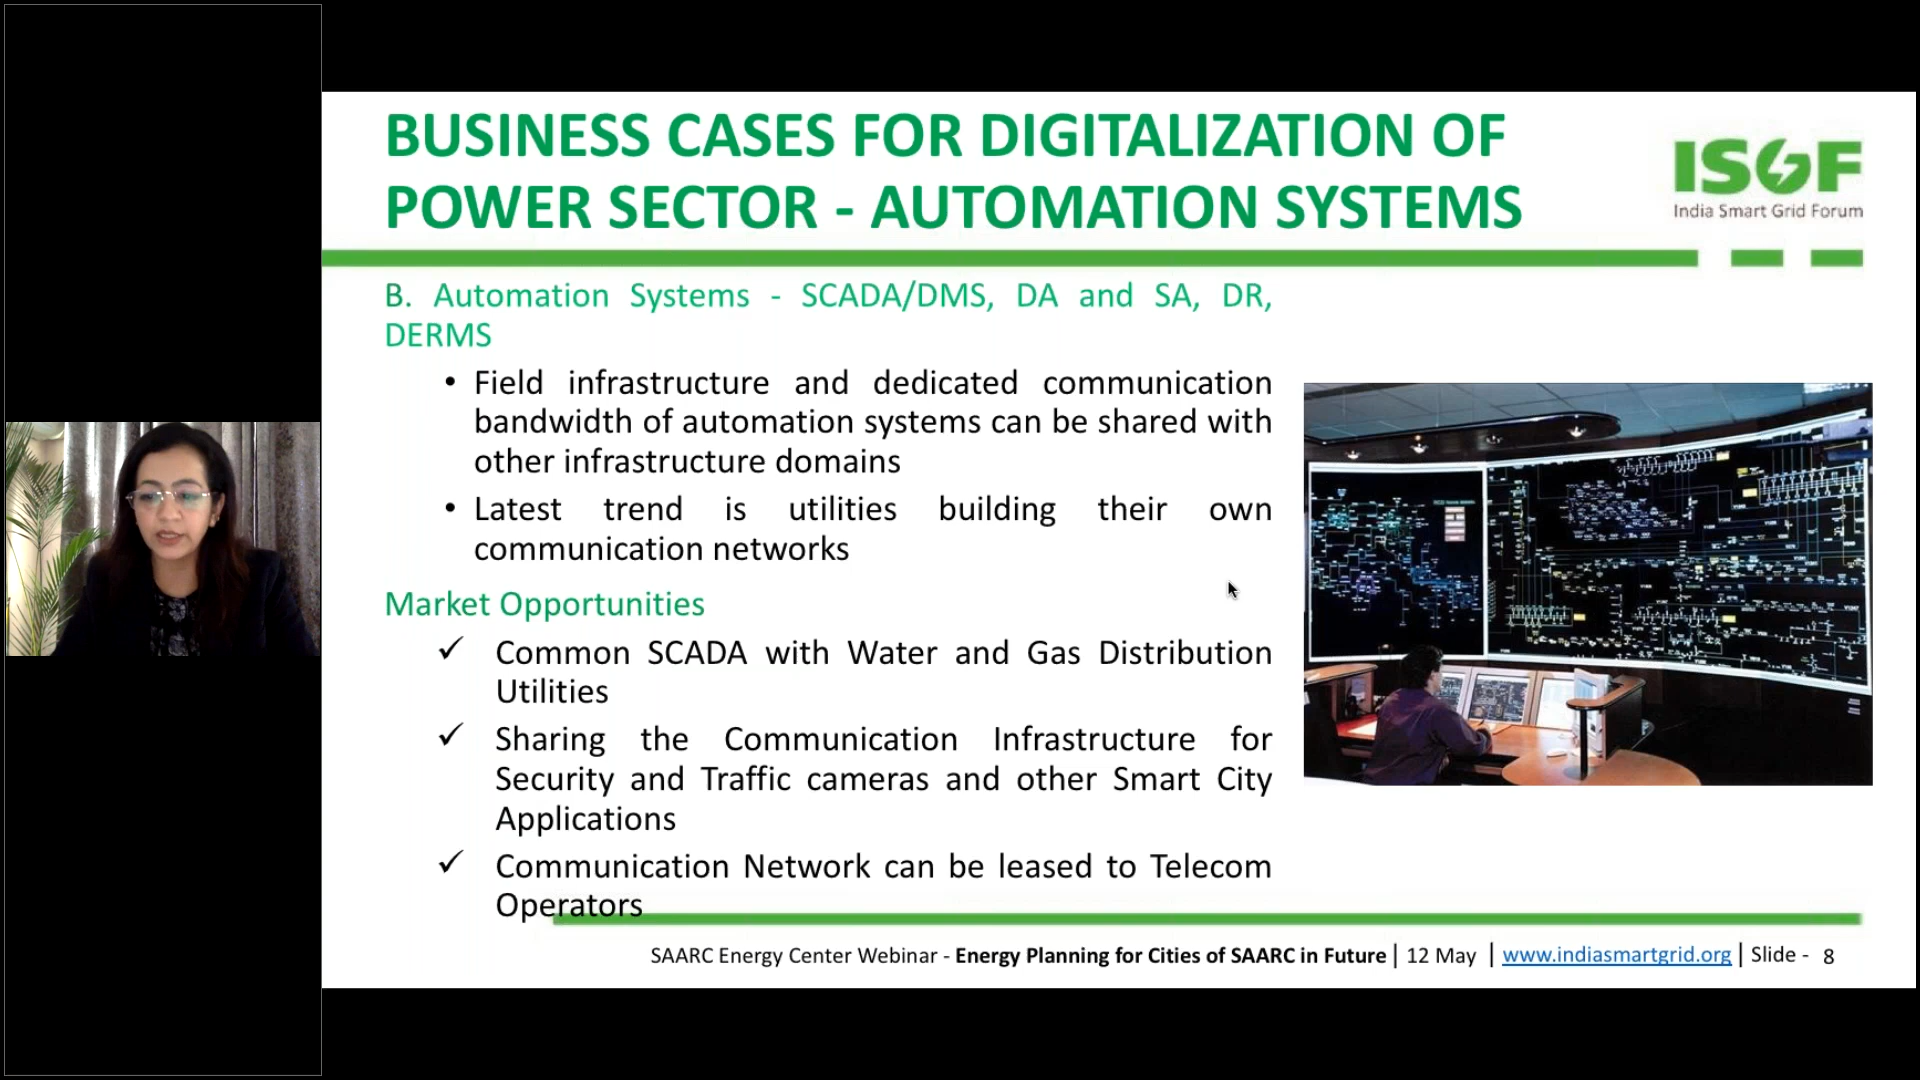 BUSINESS CASES FOR DIGITALIZATION OF
POWER SECTOR - AUTOMATION SYSTEMS
ISGF
India Smart Grid Forum
B. Automation Systems - SCADA/DMS, DA and SA, DR,
DERMS
• Field infrastructure and dedicated communication
bandwidth of automation systems can be shared with
other infrastructure domains
• Latest trend is utilities building their own
communication networks
Market Opportunities
✓ Common SCADA with Water and Gas Distribution
Utilities
✓ Sharing the Communication Infrastructure for
Security and Traffic cameras and other Smart City
Applications
✓ Communication Network can be leased to Telecom
Operators
SAARC Energy Center Webinar - Energy Planning for Cities of SAARC in Future | 12 May | www.indiasmartgrid.org | Slide - 8